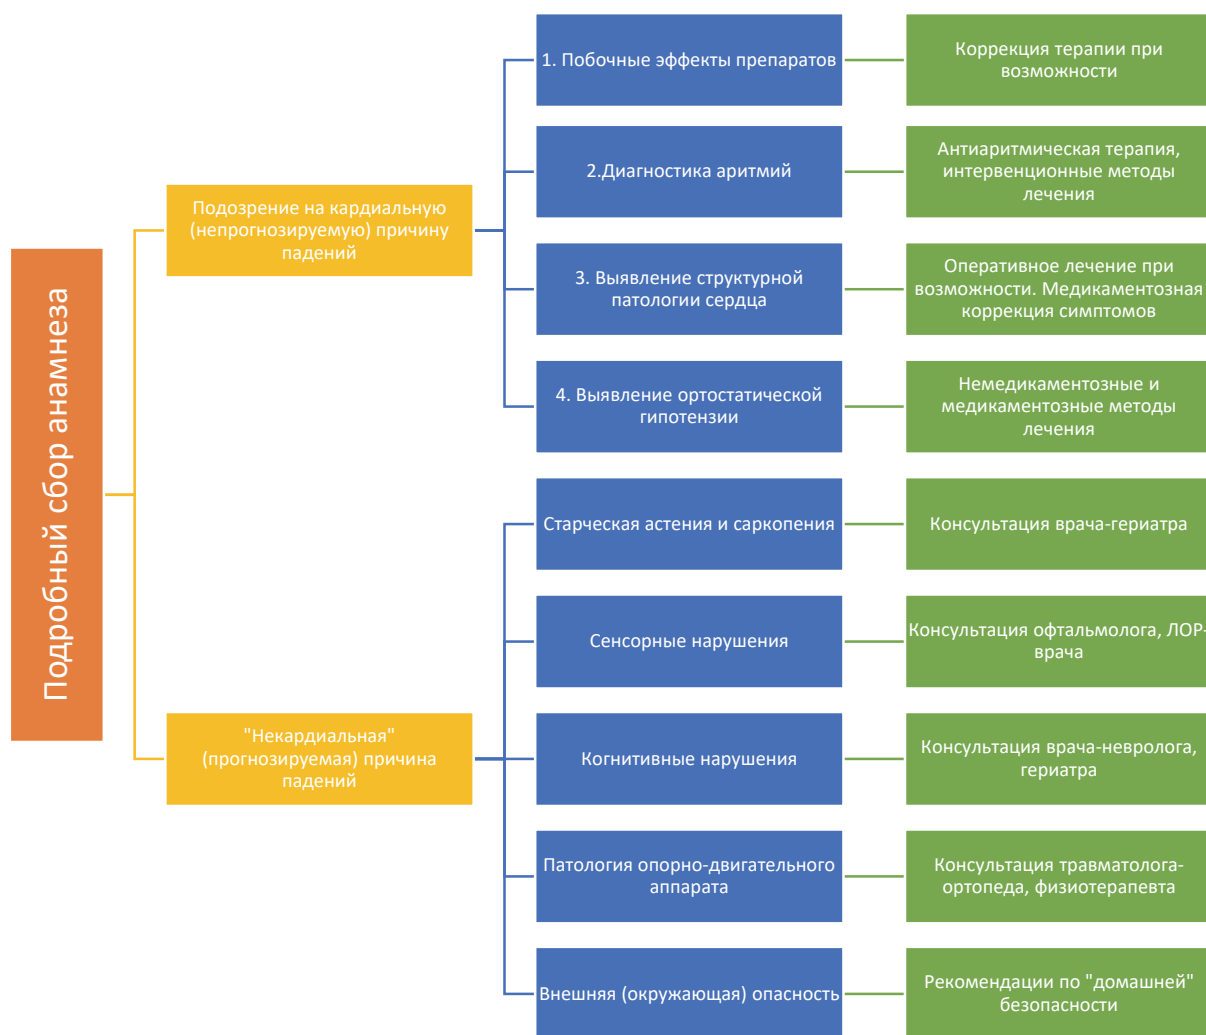 Подробный сбор анамнеза
Подозрение на кардиальную
(непрогнозируемую) причину
падений
1. Побочные эффекты препаратов
Коррекция терапии при
возможности
2.Диагностика аритмий
Антиаритмическая терапия,
интервенционные методы
лечения
3. Выявление структурной
патологии сердца
Оперативное лечение при
возможности. Медикаментозная
коррекция симптомов
4. Выявление ортостатической
гипотензии
Немедикаментозные и
медикаментозные методы
лечения
"Некардиальная"
(прогнозируемая) причина
падений
Старческая астения и саркопения
Консультация врача-гериатра
Сенсорные нарушения
Консультация офтальмолога, ЛОР-
врача
Когнитивные нарушения
Консультация врача-невролога,
гериатра
Патология опорно-двигательного
аппарата
Консультация травматолога-
ортопеда, физиотерапевта
Внешняя (окружающая) опасность
Рекомендации по "домашней"
безопасности